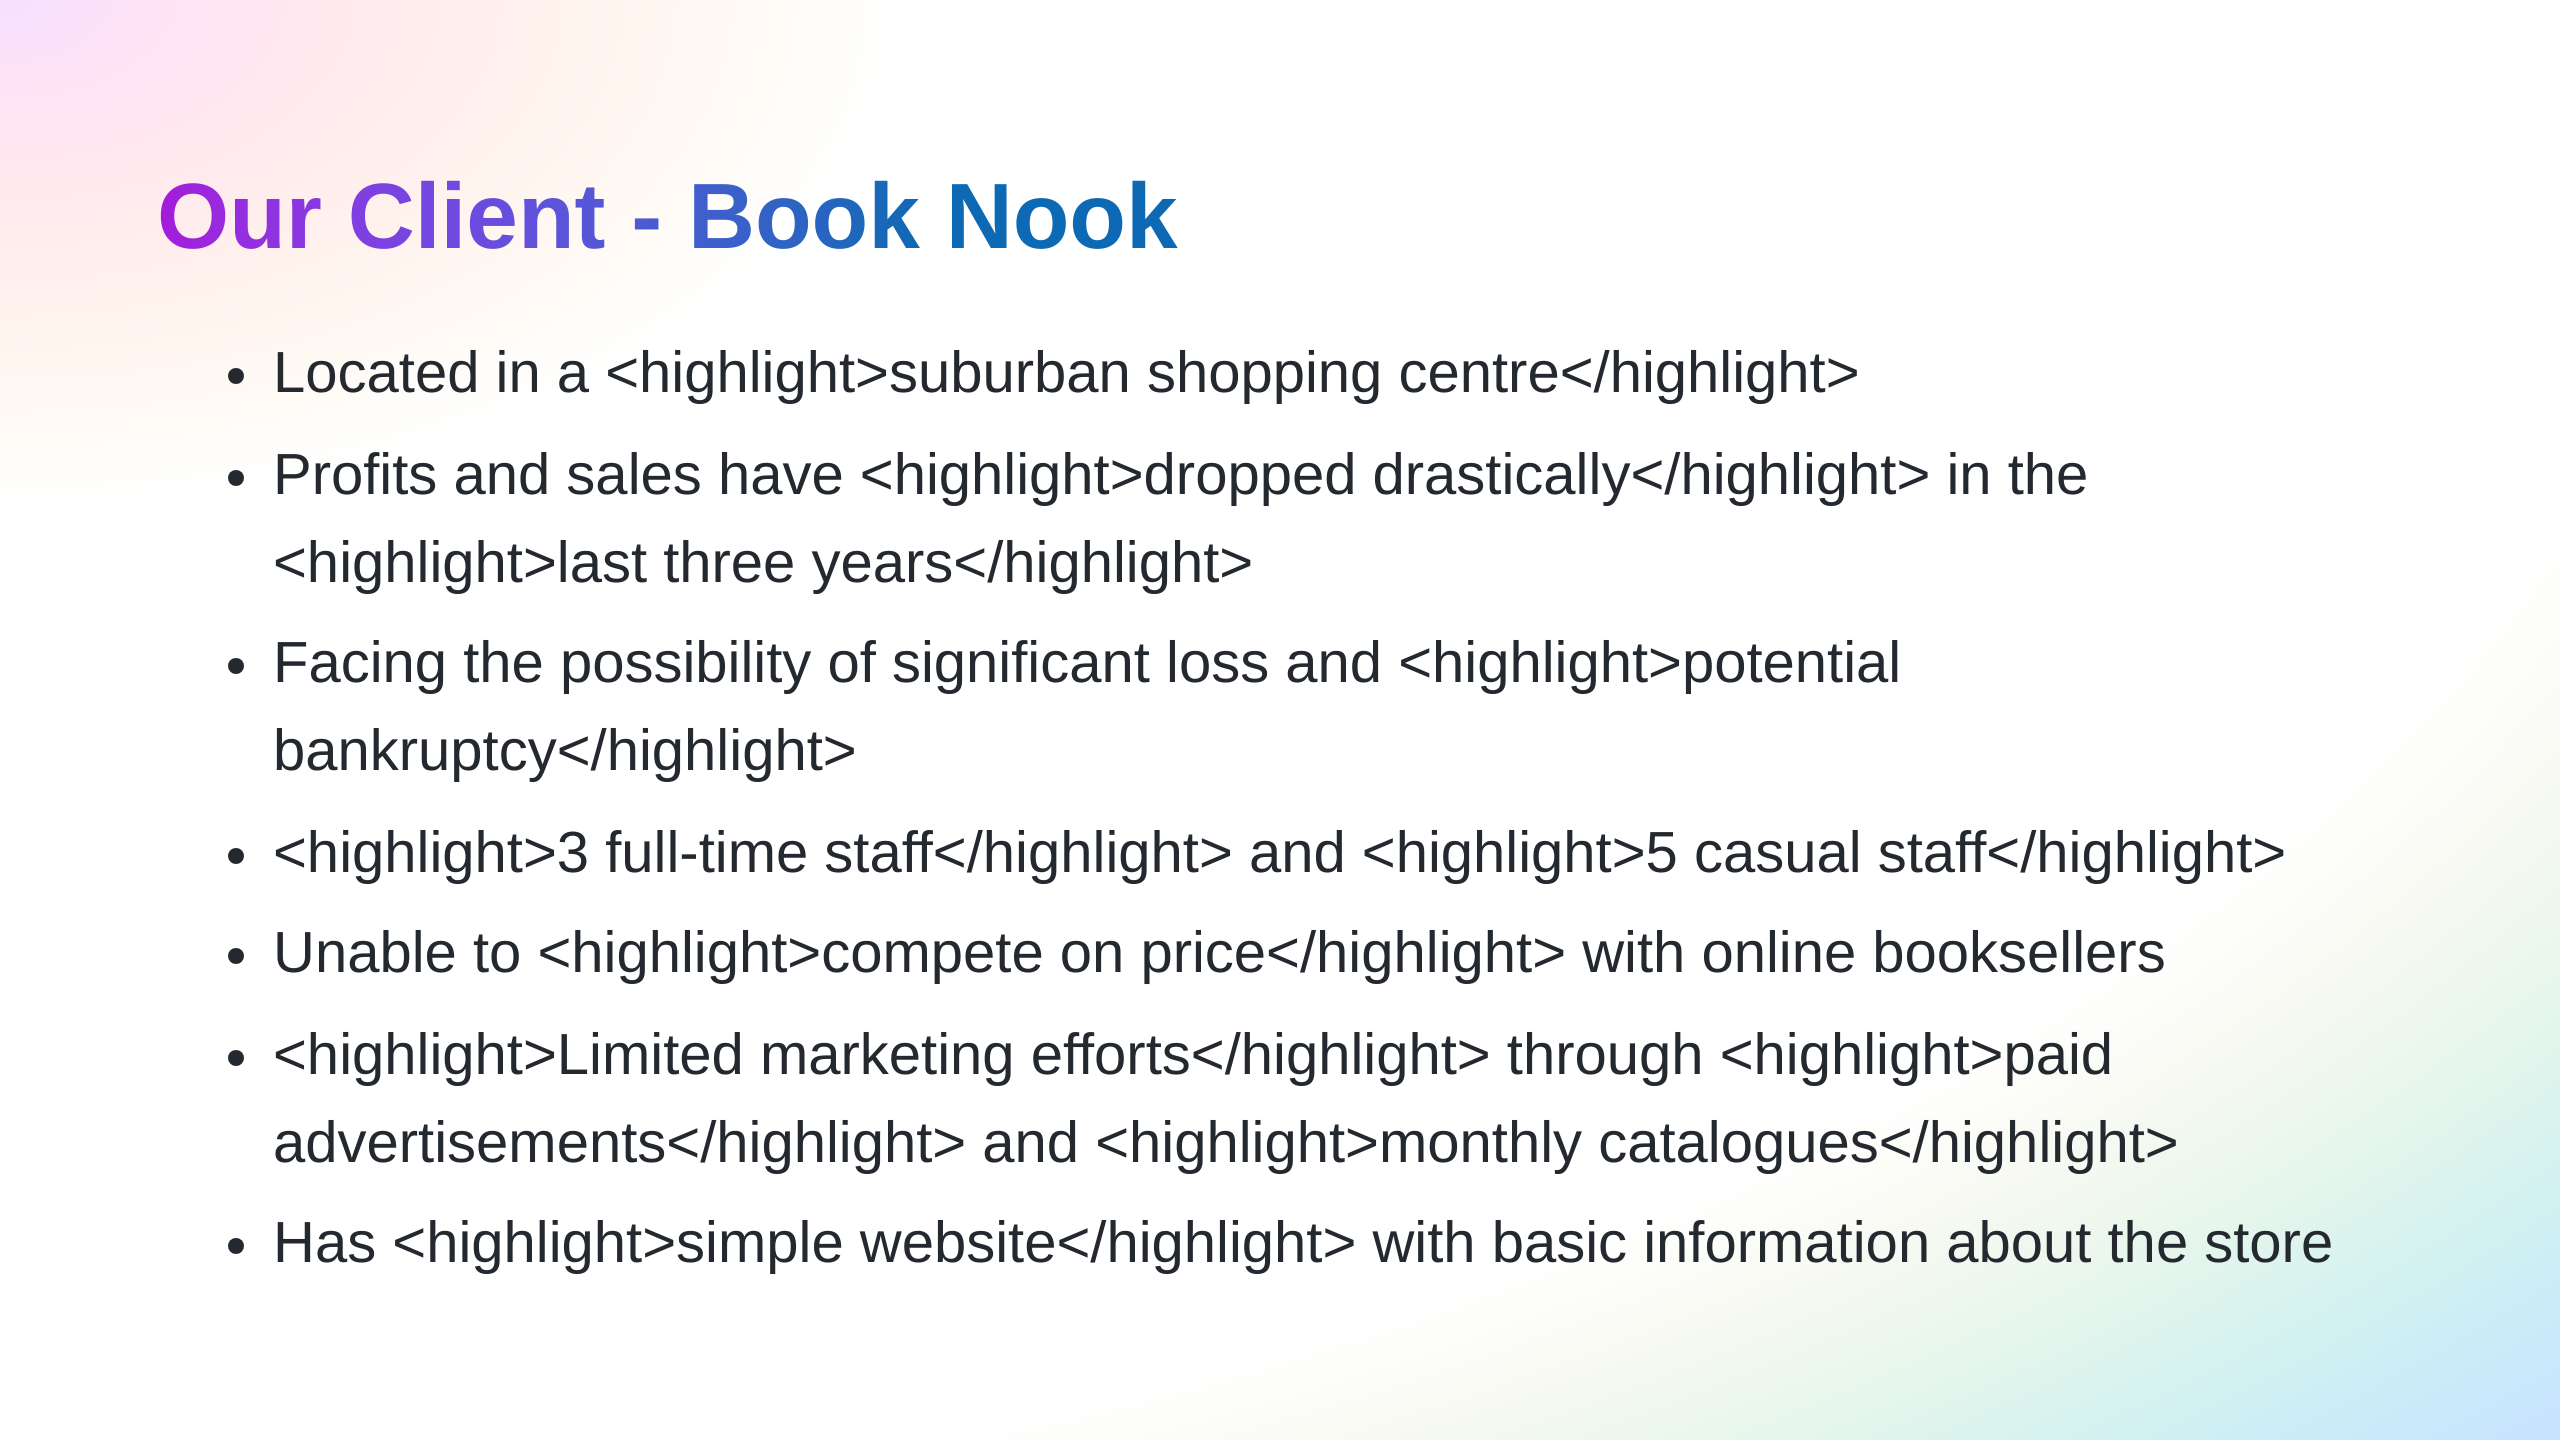 Our Client - Book Nook
• Located in a <highlight>suburban shopping centre</highlight>
• Profits and sales have <highlight>dropped drastically</highlight> in the
<highlight>last three years</highlight>
• Facing the possibility of significant loss and <highlight>potential
bankruptcy</highlight>
• <highlight>3 full-time staff</highlight> and <highlight>5 casual staff</highlight>
• Unable to <highlight>compete on price</highlight> with online booksellers
• <highlight>Limited marketing efforts</highlight> through <highlight>paid
advertisements</highlight> and <highlight>monthly catalogues</highlight>
• Has <highlight>simple website</highlight> with basic information about the store